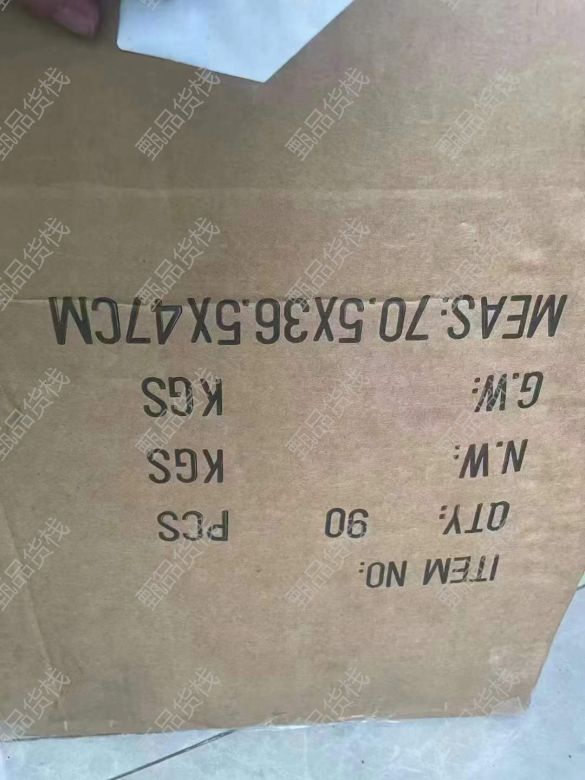 ITEM NO:
QTY: 90 PCS
N.W: KGS
G.W: KGS
MEAS:70.5X36.5X47CM
甄品货栈